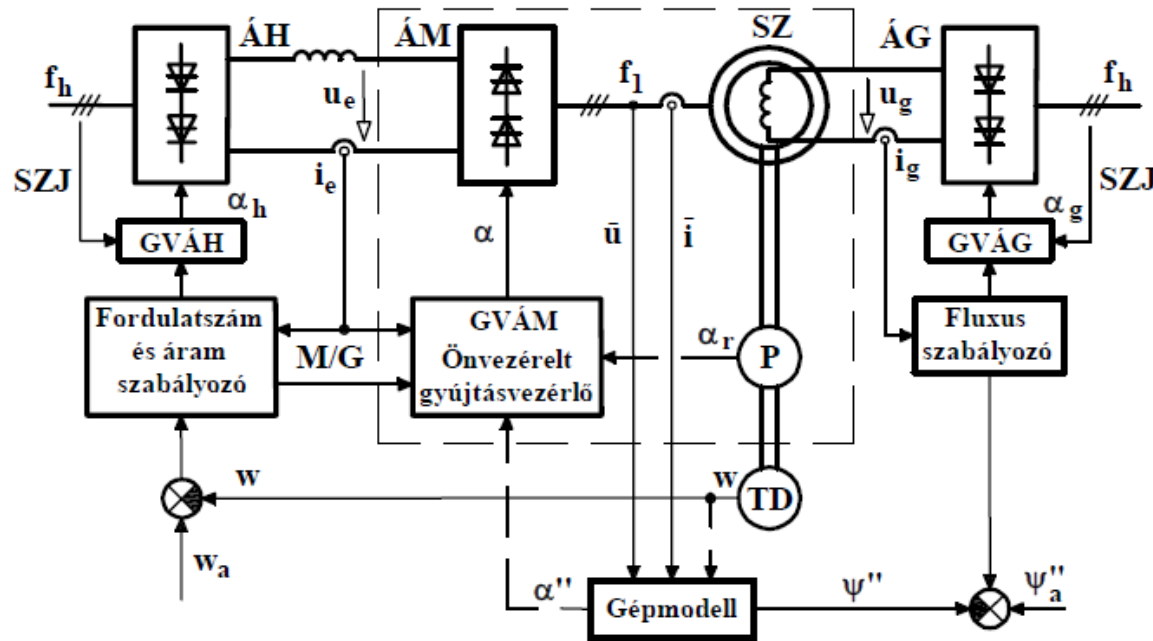 ÁH
ÁM
SZ
ÁG
f_h
u_e
f_1
u_g
f_h
SZJ
i_e
i_g
SZJ
α_h
α
ū
ī
α_g
GVÁH
GVÁG
Fordulatszám
és áram
szabályozó
M/G
GVÁM
Önvezérelt
gyújtásvezérlő
α_r
P
Fluxus
szabályozó
w
w
TD
w_a
α''
Gépmodell
ψ''
ψ''_a